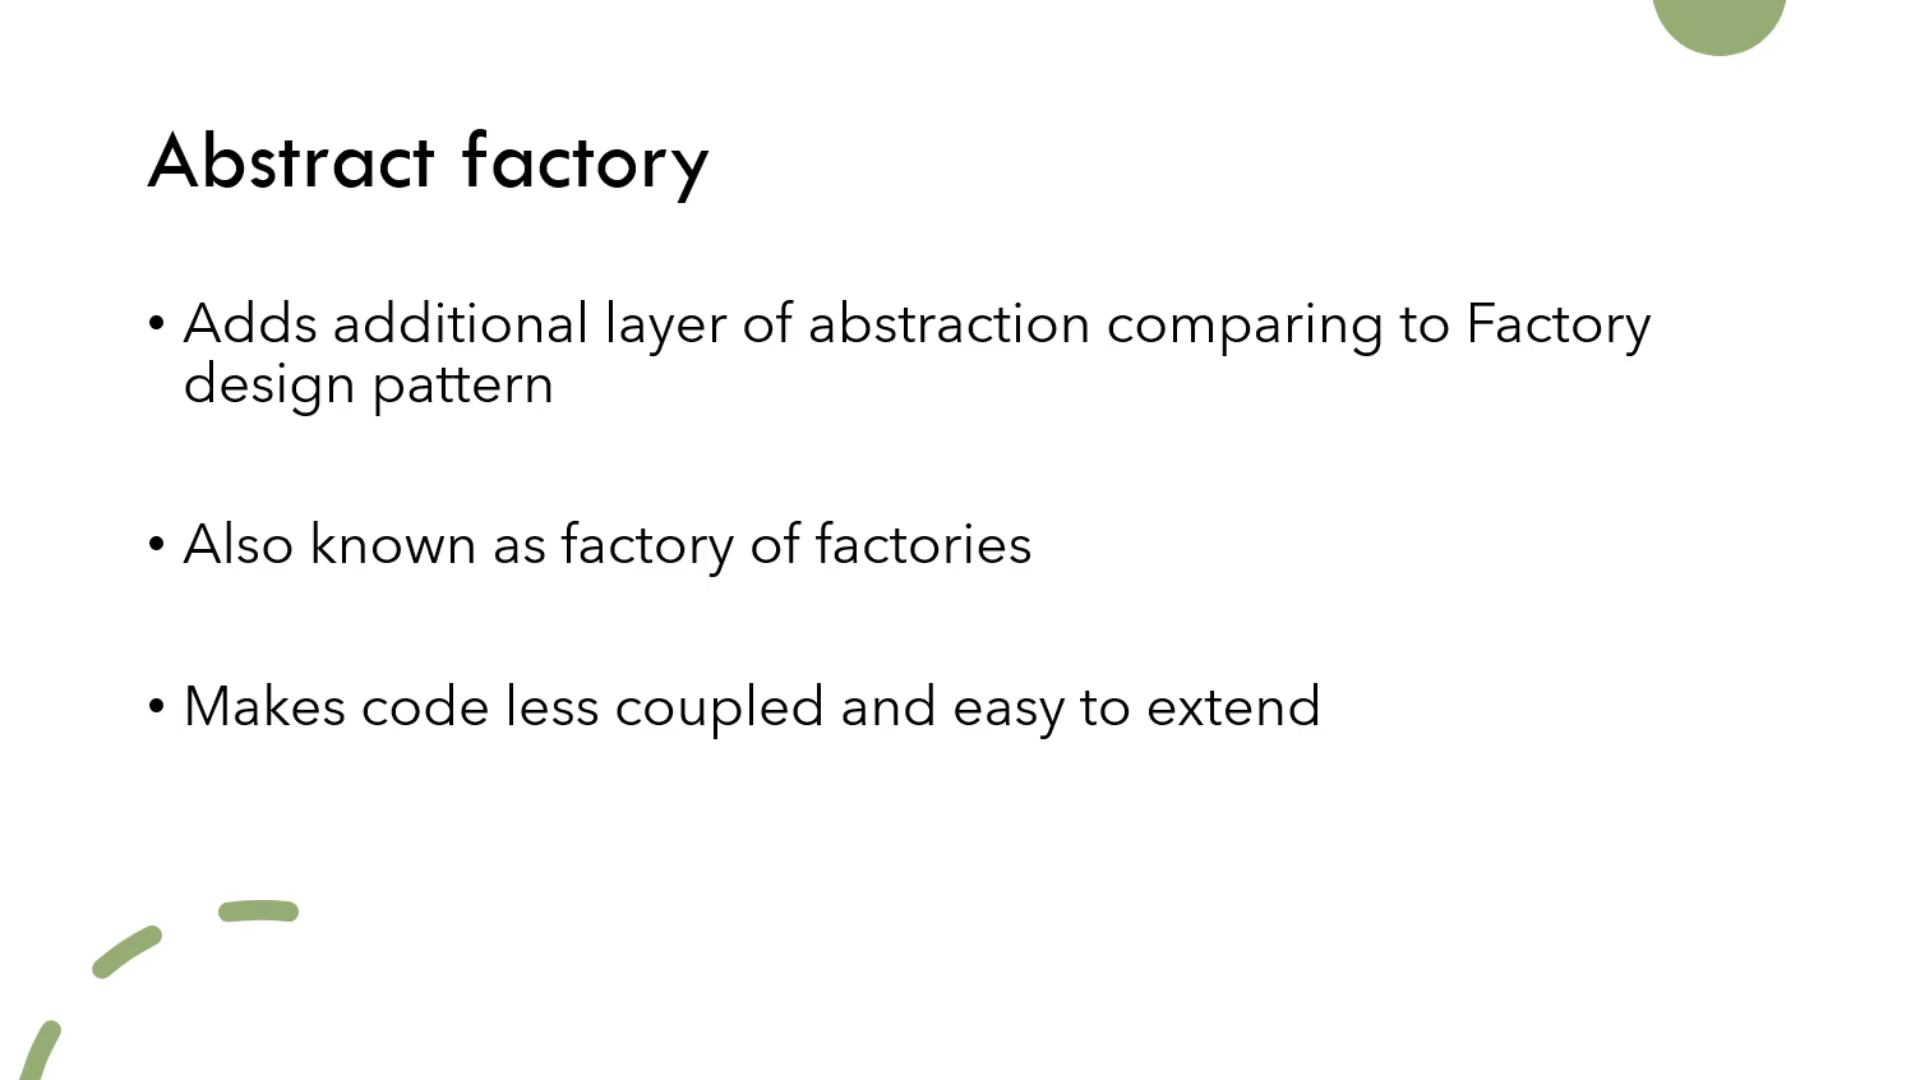 Abstract factory
• Adds additional layer of abstraction comparing to Factory
design pattern
• Also known as factory of factories
• Makes code less coupled and easy to extend